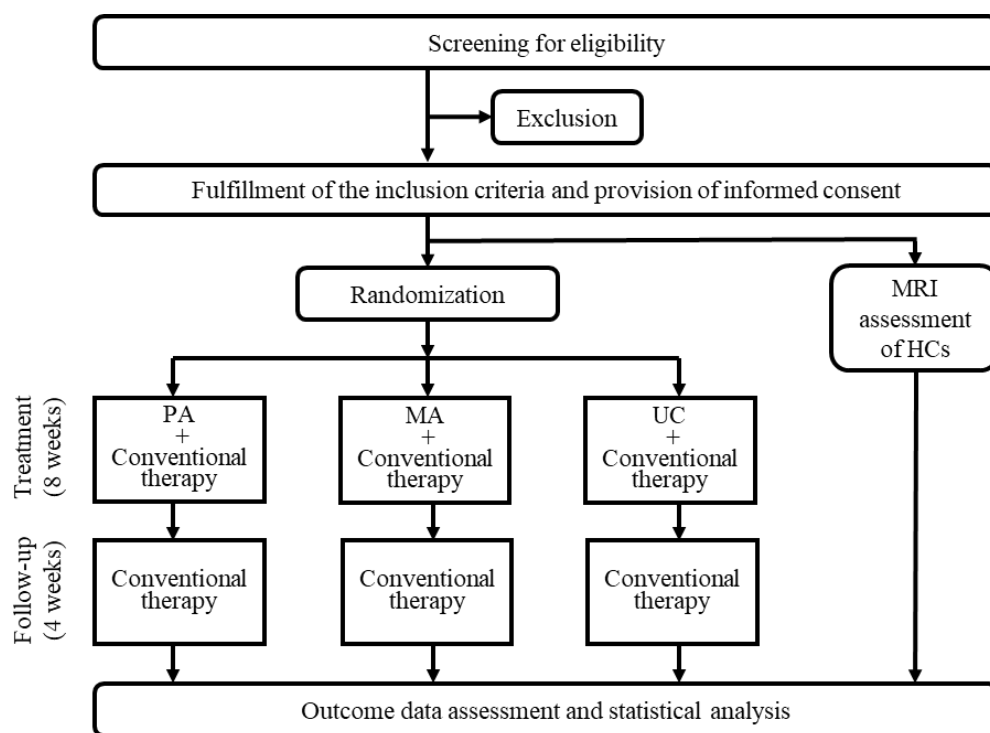 Screening for eligibility
Exclusion
Fulfillment of the inclusion criteria and provision of informed consent
Randomization
MRI
assessment
of HCs
Treatment
(8 weeks)
PA
+
Conventional
therapy
MA
+
Conventional
therapy
UC
+
Conventional
therapy
Follow-up
(4 weeks)
Conventional
therapy
Conventional
therapy
Conventional
therapy
Outcome data assessment and statistical analysis